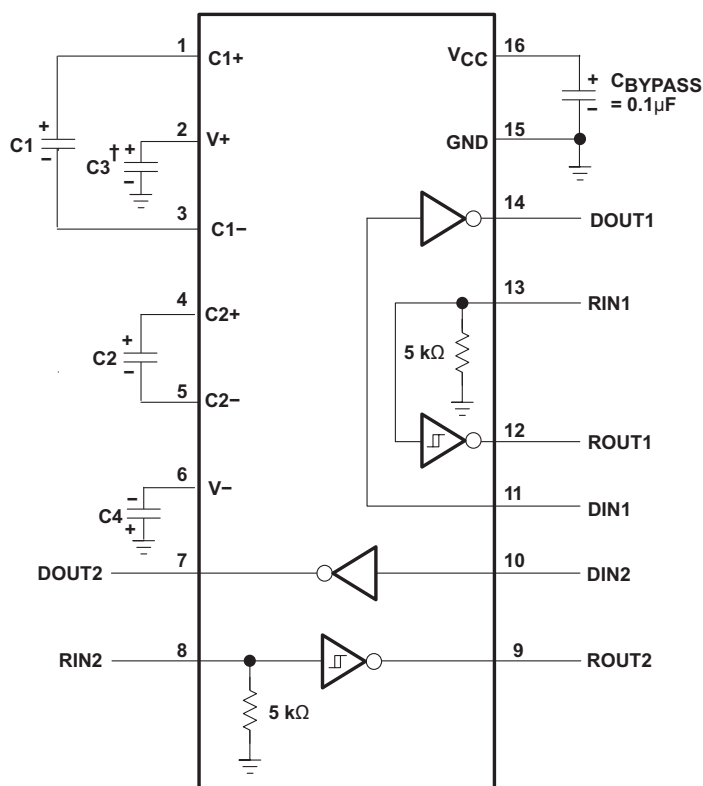 1
C1+
VCC
16
+
CBYPASS
= 0.1μF
−
+
C1
−
2
V+
C3† +
−
15
GND
3
C1−
14
DOUT1
4
C2+
13
RIN1
+
C2
−
5 kΩ
5
C2−
12
ROUT1
6
V−
11
DIN1
−
C4
+
DOUT2
7
10
DIN2
RIN2
8
9
ROUT2
5 kΩ